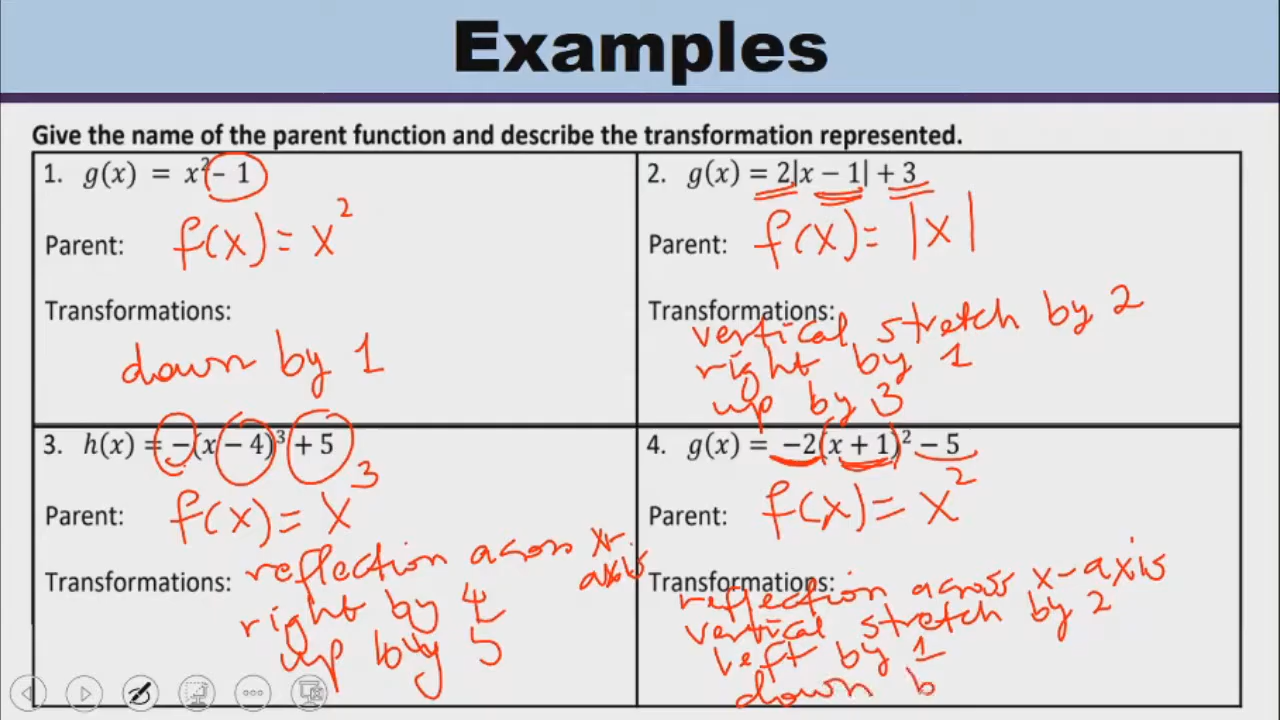 Examples
Give the name of the parent function and describe the transformation represented.
1. g(x) = x² – 1
Parent: f(x) = x²
Transformations:
down by 1
2. g(x) = 2|x – 1| + 3
Parent: f(x) = |x|
Transformations:
vertical stretch by 2
right by 1
up by 3
3. h(x) = –(x – 4)³ + 5
Parent: f(x) = x³
Transformations: reflection across x-
axis
right by 4
up by 5
4. g(x) = –2(x + 1)² – 5
Parent: f(x) = x²
Transformations:
reflection across x-axis
vertical stretch by 2
left by 1
down b